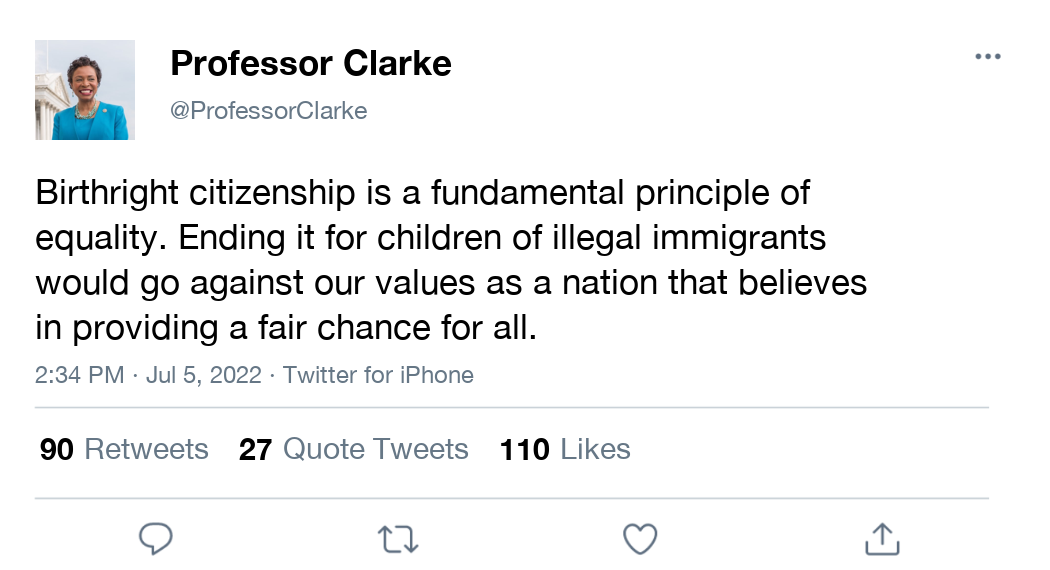 Professor Clarke
@ProfessorClarke
Birthright citizenship is a fundamental principle of
equality. Ending it for children of illegal immigrants
would go against our values as a nation that believes
in providing a fair chance for all.
2:34 PM · Jul 5, 2022 · Twitter for iPhone
90 Retweets 27 Quote Tweets 110 Likes